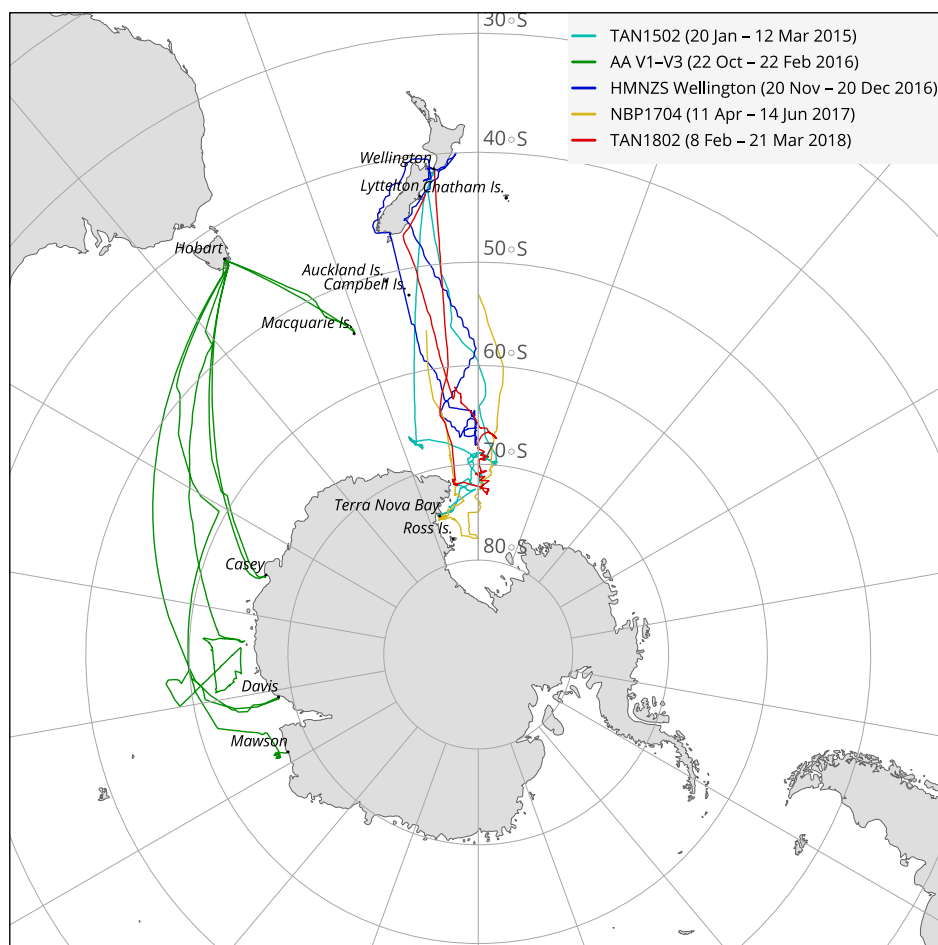 30°S
TAN1502 (20 Jan – 12 Mar 2015)
AA V1–V3 (22 Oct – 22 Feb 2016)
HMNZS Wellington (20 Nov – 20 Dec 2016)
NBP1704 (11 Apr – 14 Jun 2017)
TAN1802 (8 Feb – 21 Mar 2018)
40°S
Wellington
Lyttelton
Chatham Is.
Hobart
50°S
Auckland Is.
Campbell Is.
Macquarie Is.
60°S
70°S
Terra Nova Bay
Ross Is.
80°S
Casey
Davis
Mawson